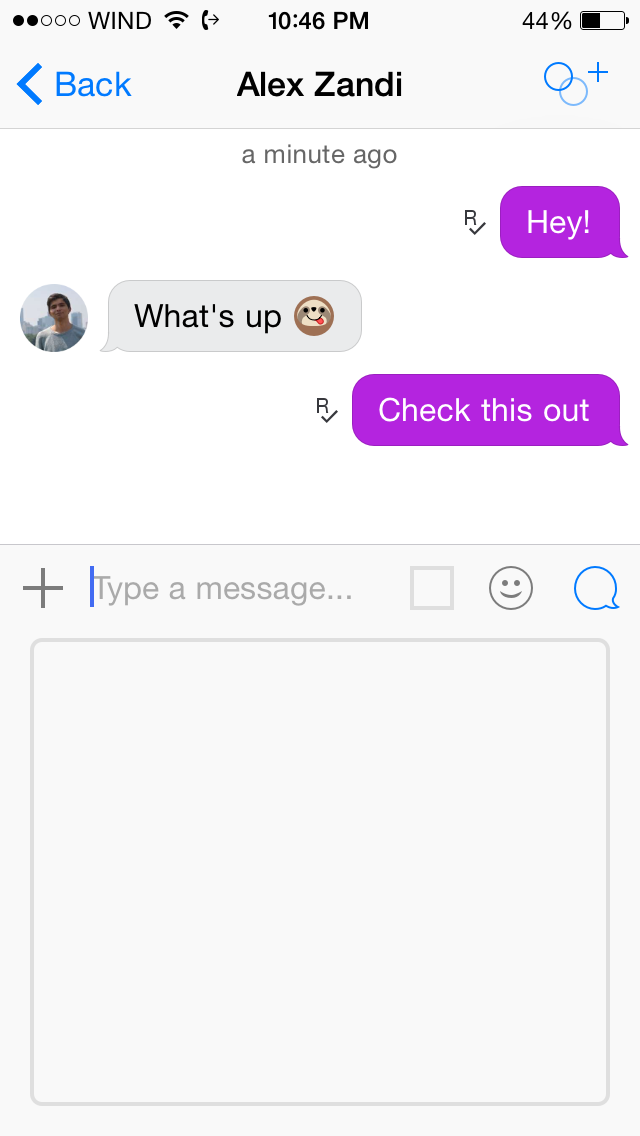 WIND 10:46 PM 44%
Back Alex Zandi
a minute ago
R Hey!
What's up
R Check this out
Type a message...